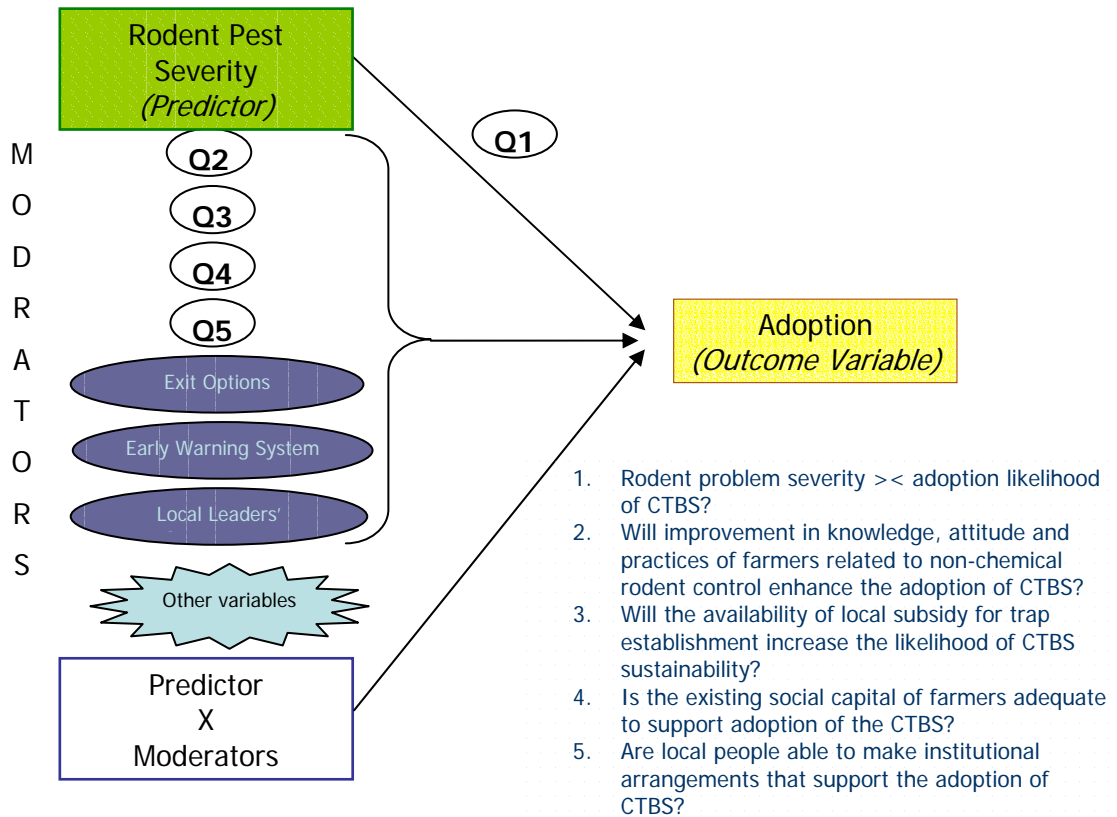 Rodent Pest
Severity
(Predictor)
M
O
D
R
A
T
O
R
S
Q2
Q3
Q4
Q5
Exit Options
Early Warning System
Local Leaders'
Other variables
Predictor
X
Moderators
Q1
Adoption
(Outcome Variable)
1. Rodent problem severity >< adoption likelihood
of CTBS?
2. Will improvement in knowledge, attitude and
practices of farmers related to non-chemical
rodent control enhance the adoption of CTBS?
3. Will the availability of local subsidy for trap
establishment increase the likelihood of CTBS
sustainability?
4. Is the existing social capital of farmers adequate
to support adoption of the CTBS?
5. Are local people able to make institutional
arrangements that support the adoption of
CTBS?